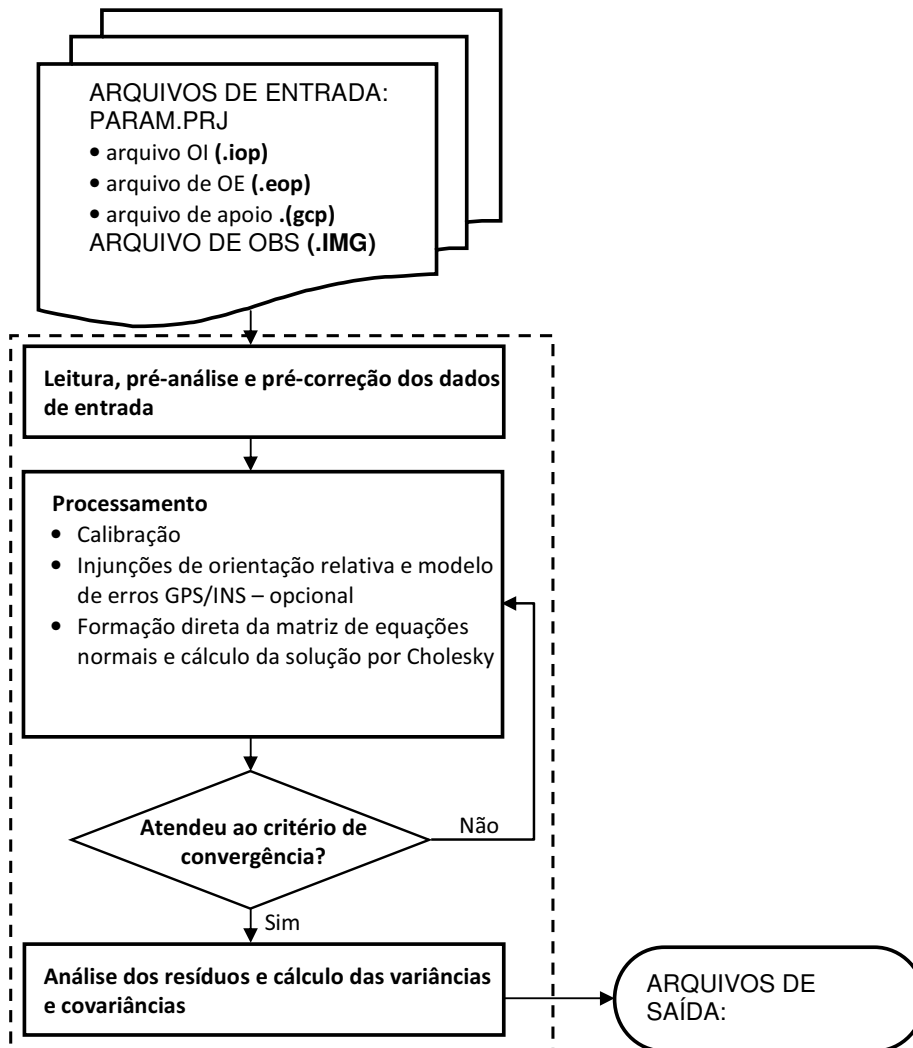 ARQUIVOS DE ENTRADA:
PARAM.PRJ
• arquivo OI (.iop)
• arquivo de OE (.eop)
• arquivo de apoio .(gcp)
ARQUIVO DE OBS (.IMG)
Leitura, pré-análise e pré-correção dos dados
de entrada
Processamento
• Calibração
• Injunções de orientação relativa e modelo
de erros GPS/INS – opcional
• Formação direta da matriz de equações
normais e cálculo da solução por Cholesky
Atendeu ao critério de
convergência?
Não
Sim
Análise dos resíduos e cálculo das variâncias
e covariâncias
ARQUIVOS DE
SAÍDA: